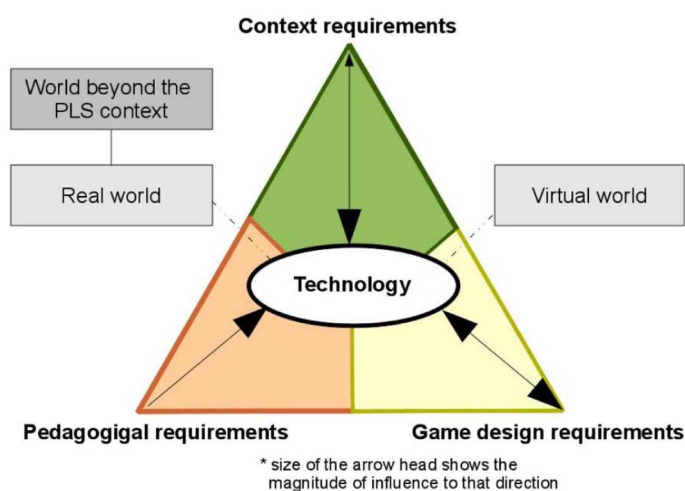 Context requirements
World beyond the
PLS context
Real world
Virtual world
Technology
Pedagogigal requirements
Game design requirements
* size of the arrow head shows the
magnitude of influence to that direction